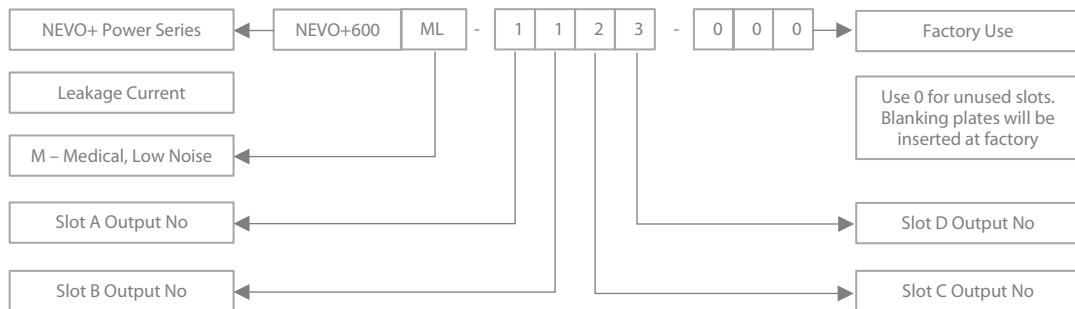 NEVO+ Power Series
NEVO+600 ML - 1 1 2 3 - 0 0 0
Factory Use
Leakage Current
Use 0 for unused slots.
Blanking plates will be
inserted at factory
M – Medical, Low Noise
Slot A Output No
Slot D Output No
Slot B Output No
Slot C Output No